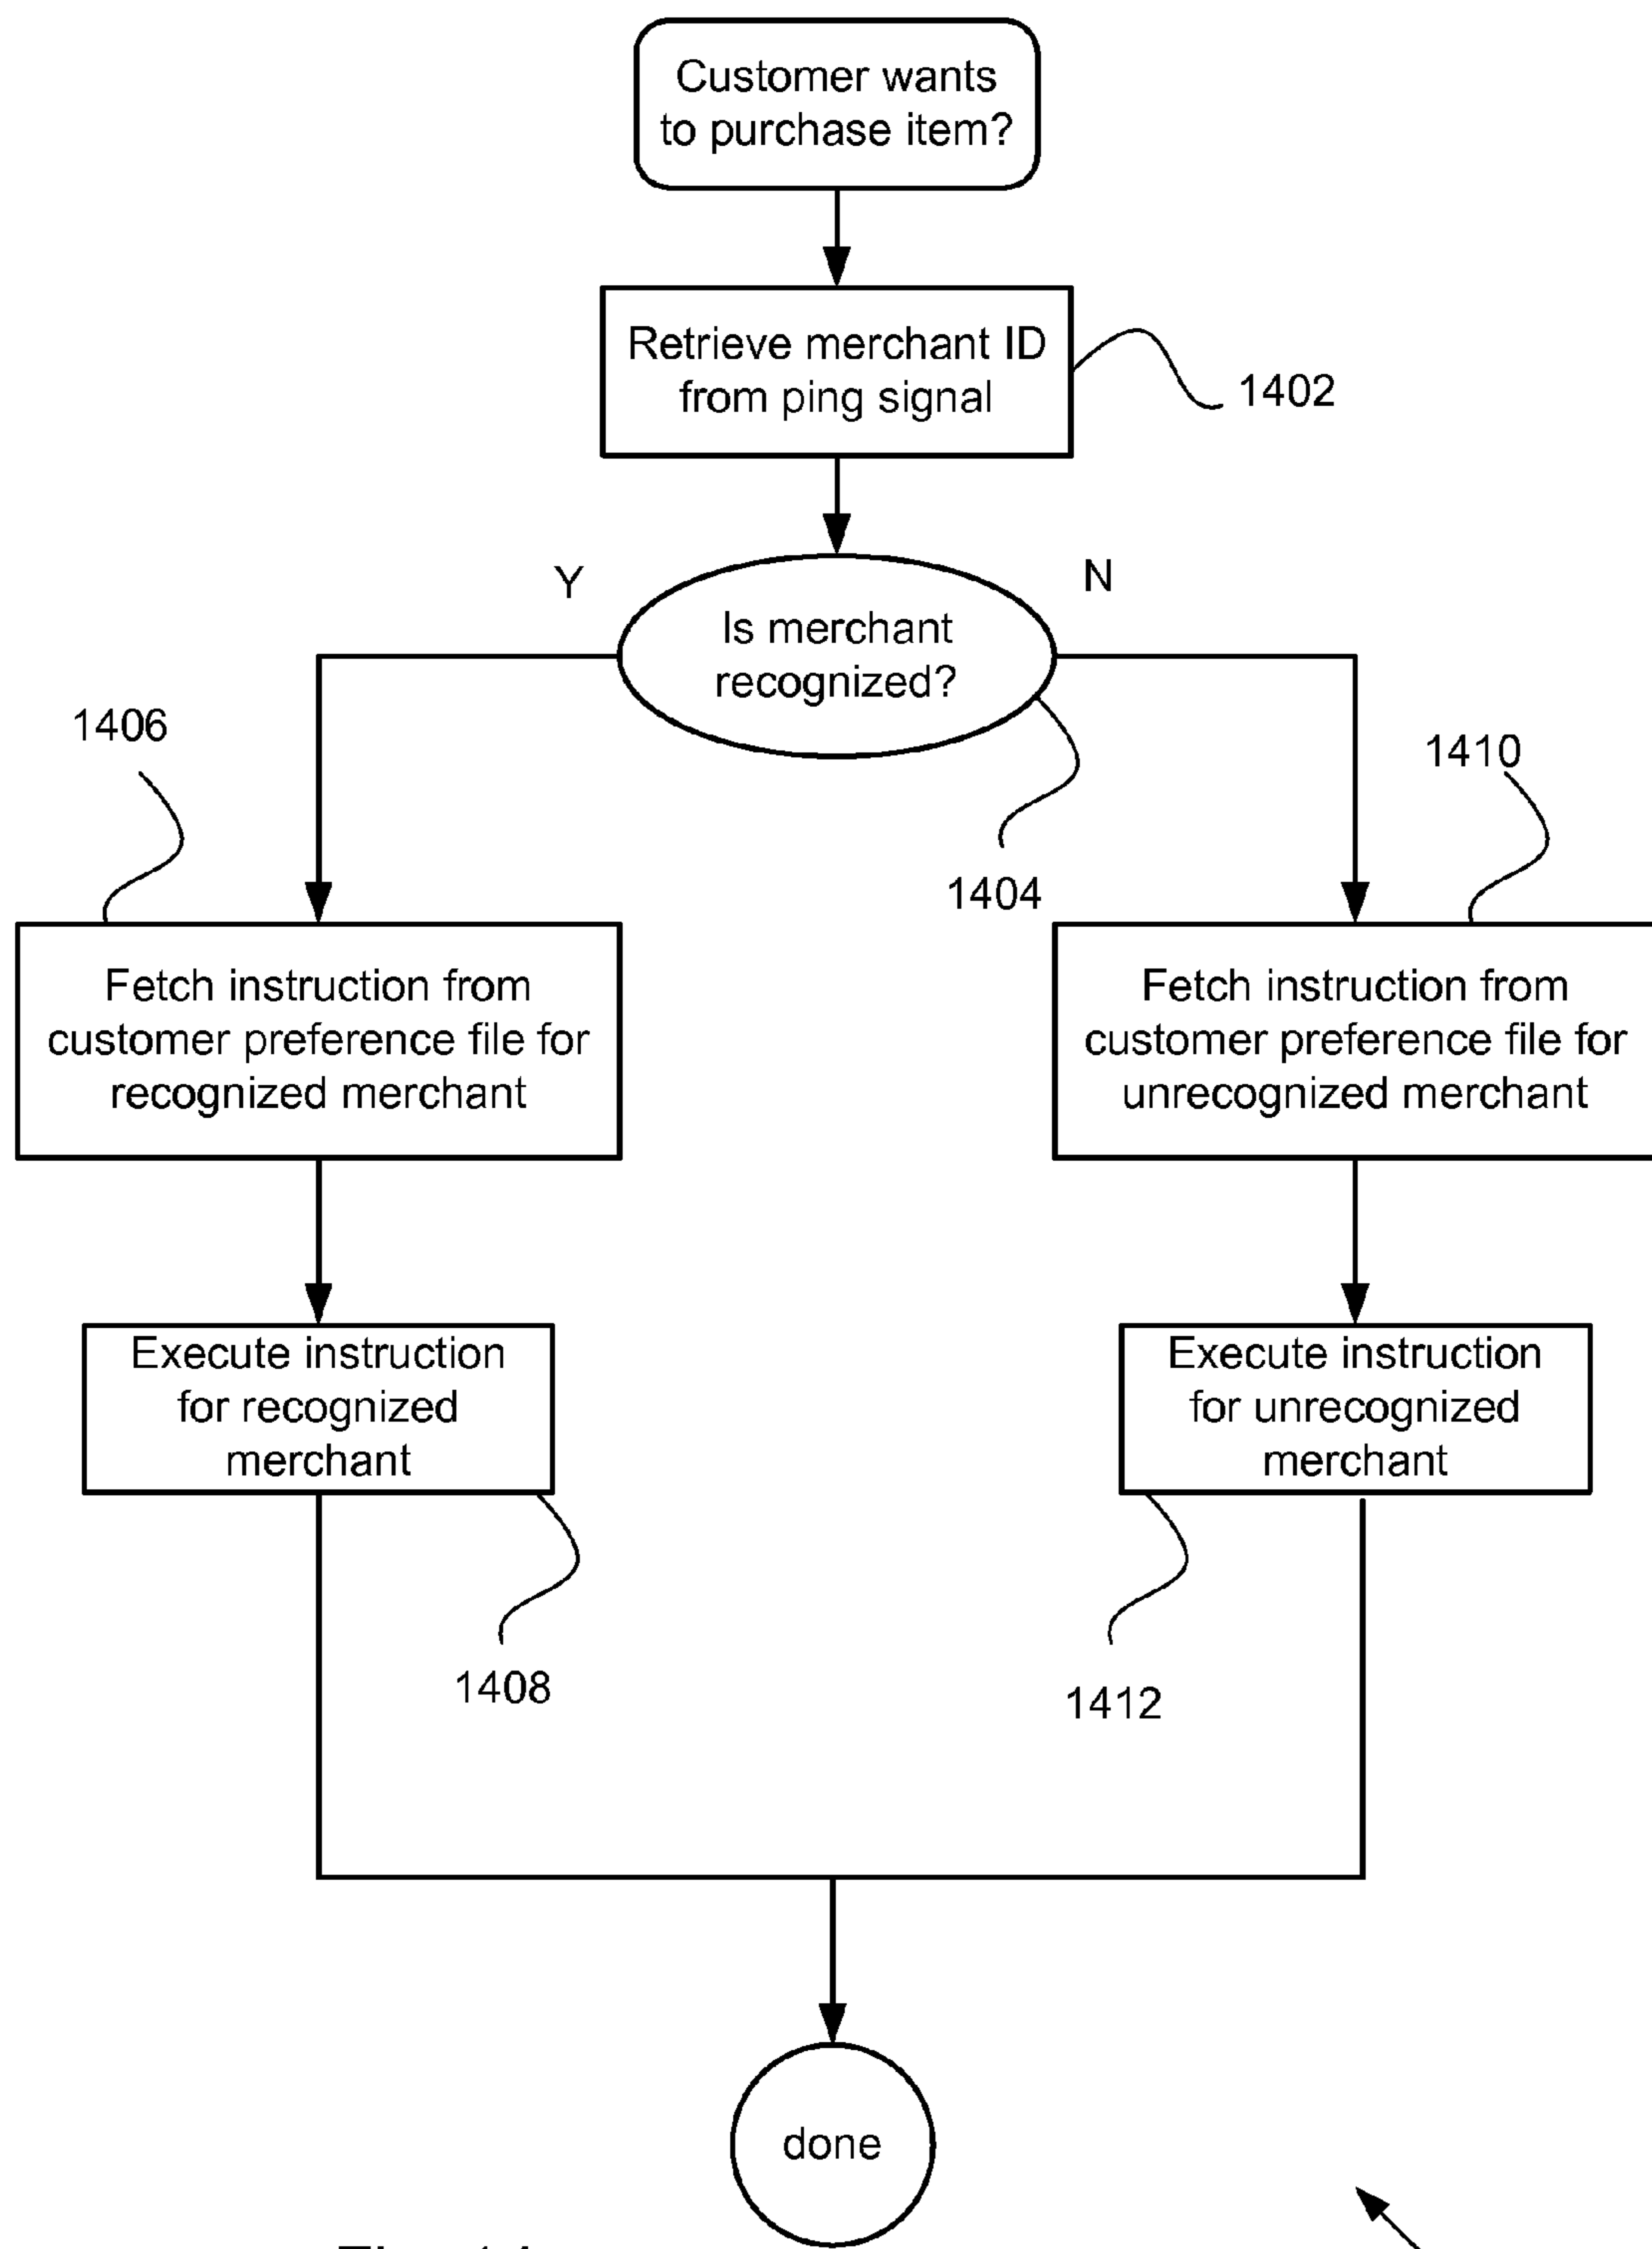 Customer wants
to purchase item?
Retrieve merchant ID
from ping signal
1402
Y
N
Is merchant
recognized?
1406
1410
1404
Fetch instruction from
customer preference file for
recognized merchant
Fetch instruction from
customer preference file for
unrecognized merchant
Execute instruction
for recognized
merchant
Execute instruction
for unrecognized
merchant
1408
1412
done